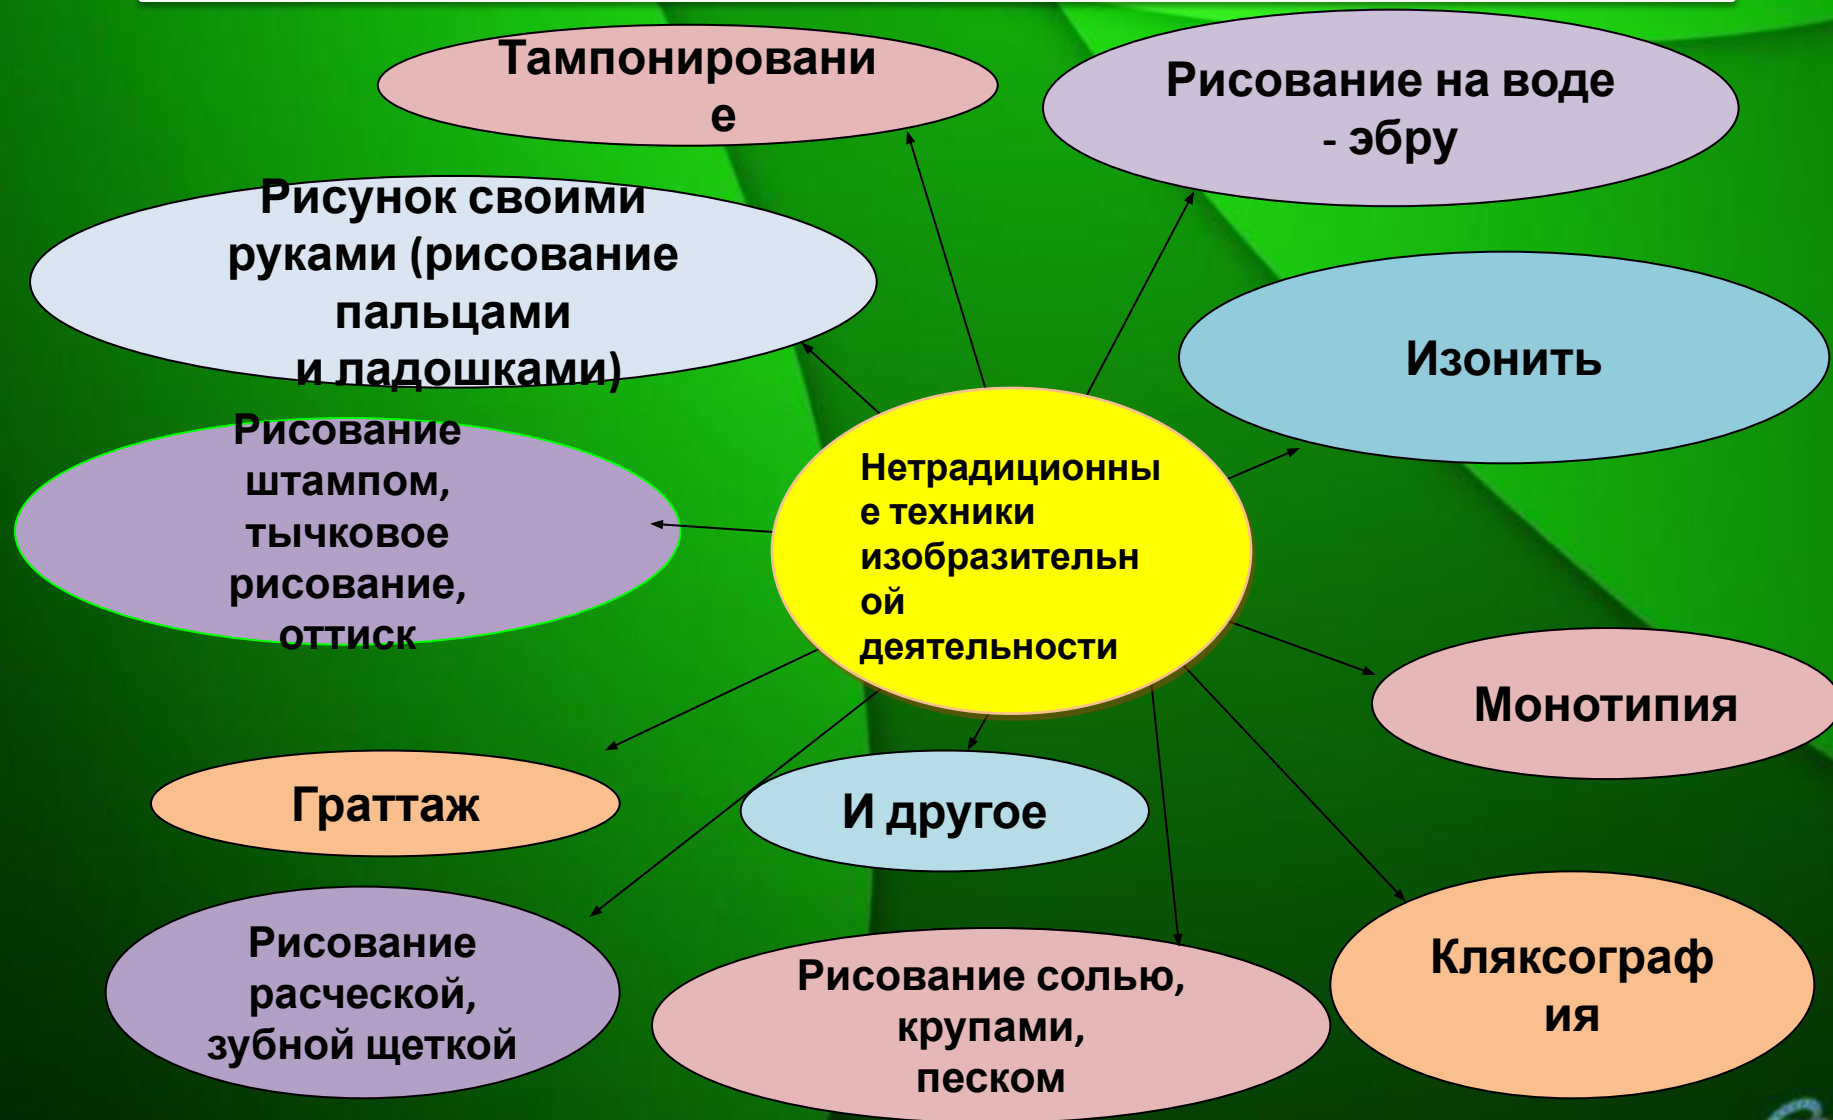 Тампонировани
е
Рисование на воде
- эбру
Рисунок своими
руками (рисование
пальцами
и ладошками)
Изонить
Рисование
штампом,
тычковое
рисование,
оттиск
Нетрадиционны
е техники
изобразительн
ой
деятельности
Монотипия
Граттаж
И другое
Рисование
расческой,
зубной щеткой
Рисование солью,
крупами,
песком
Кляксограф
ия